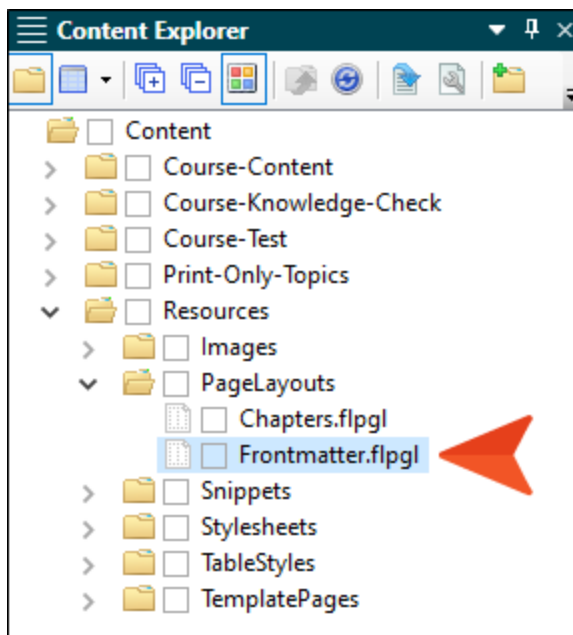 Content Explorer
Content
Course-Content
Course-Knowledge-Check
Course-Test
Print-Only-Topics
Resources
Images
PageLayouts
Chapters.flpgl
Frontmatter.flpgl
Snippets
Stylesheets
TableStyles
TemplatePages